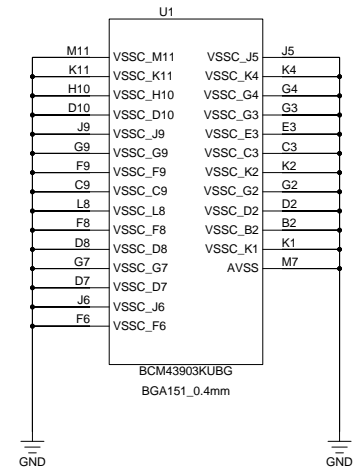 U1
M11 VSSC_M11 VSSC_J5 J5
K11 VSSC_K11 VSSC_K4 K4
H10 VSSC_H10 VSSC_G4 G4
D10 VSSC_D10 VSSC_G3 G3
J9 VSSC_J9 VSSC_E3 E3
G9 VSSC_G9 VSSC_C3 C3
F9 VSSC_F9 VSSC_K2 K2
C9 VSSC_C9 VSSC_G2 G2
L8 VSSC_L8 VSSC_D2 D2
F8 VSSC_F8 VSSC_B2 B2
D8 VSSC_D8 VSSC_K1 K1
G7 VSSC_G7 AVSS M7
D7 VSSC_D7
J6 VSSC_J6
F6 VSSC_F6
BCM43903KUBG
BGA151_0.4mm
GND GND